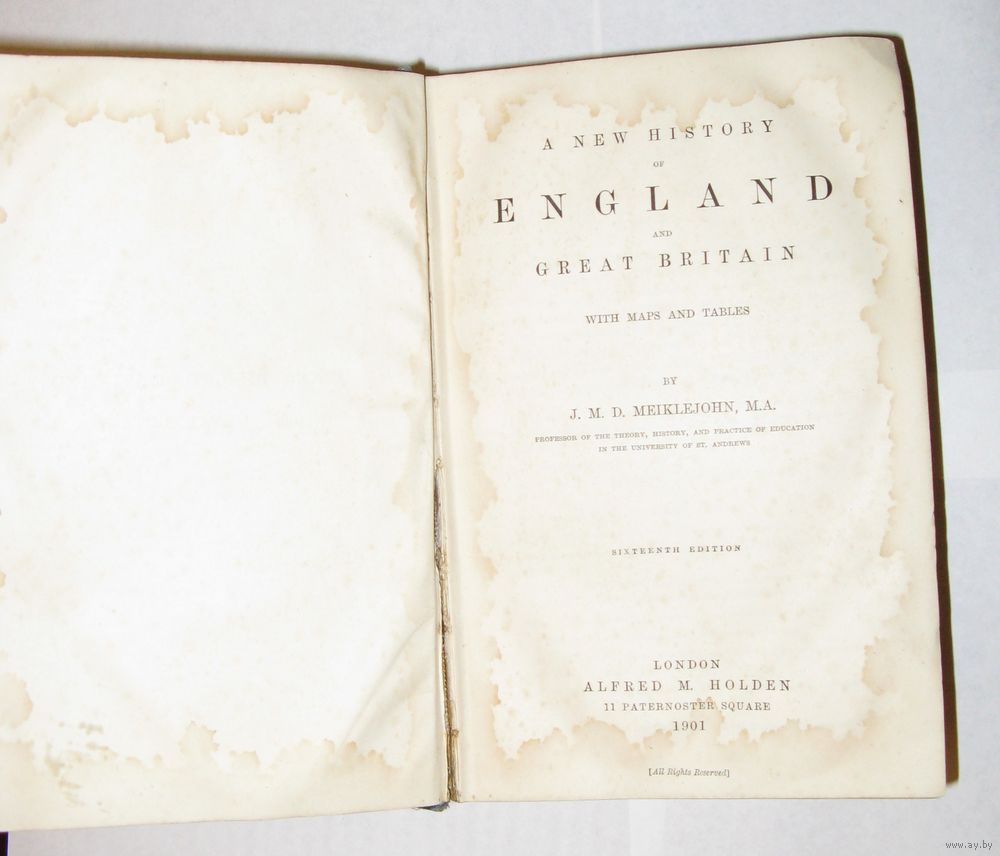 A NEW HISTORY
OF
ENGLAND
AND
GREAT BRITAIN
WITH MAPS AND TABLES
BY
J. M. D. MEIKLEJOHN, M.A.
PROFESSOR OF THE THEORY, HISTORY, AND PRACTICE OF EDUCATION
IN THE UNIVERSITY OF ST. ANDREWS
SIXTEENTH EDITION
LONDON
ALFRED M. HOLDEN
11 PATERNOSTER SQUARE
1901
[All Rights Reserved]
www.ay.by